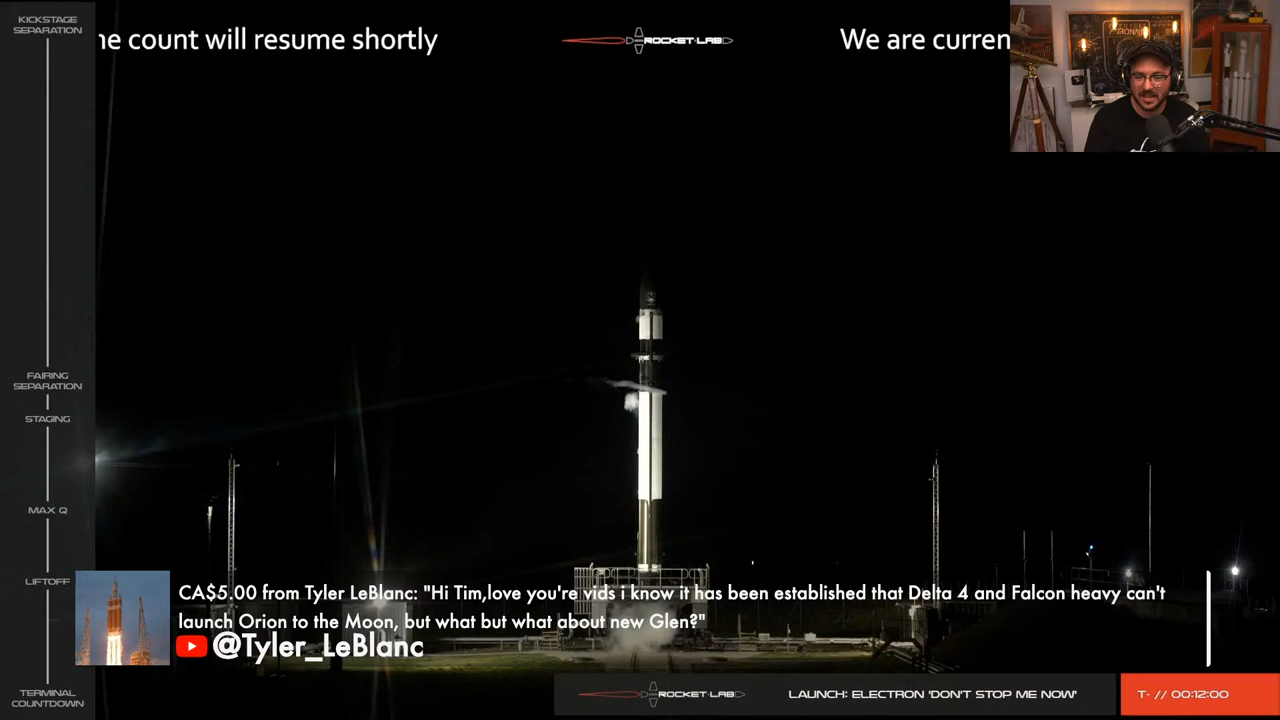 KICKSTAGE
SEPARATION
he count will resume shortly
ROCKET LAB
We are curren
FAIRING
SEPARATION
STAGING
MAX Q
LIFTOFF
TERMINAL
COUNTDOWN
CA$5.00 from Tyler LeBlanc: "Hi Tim,love you're vids i know it has been established that Delta 4 and Falcon heavy can't
launch Orion to the Moon, but what but what about new Glen?"
@Tyler_LeBlanc
ROCKET LAB
LAUNCH: ELECTRON 'DON'T STOP ME NOW'
T- // 00:12:00